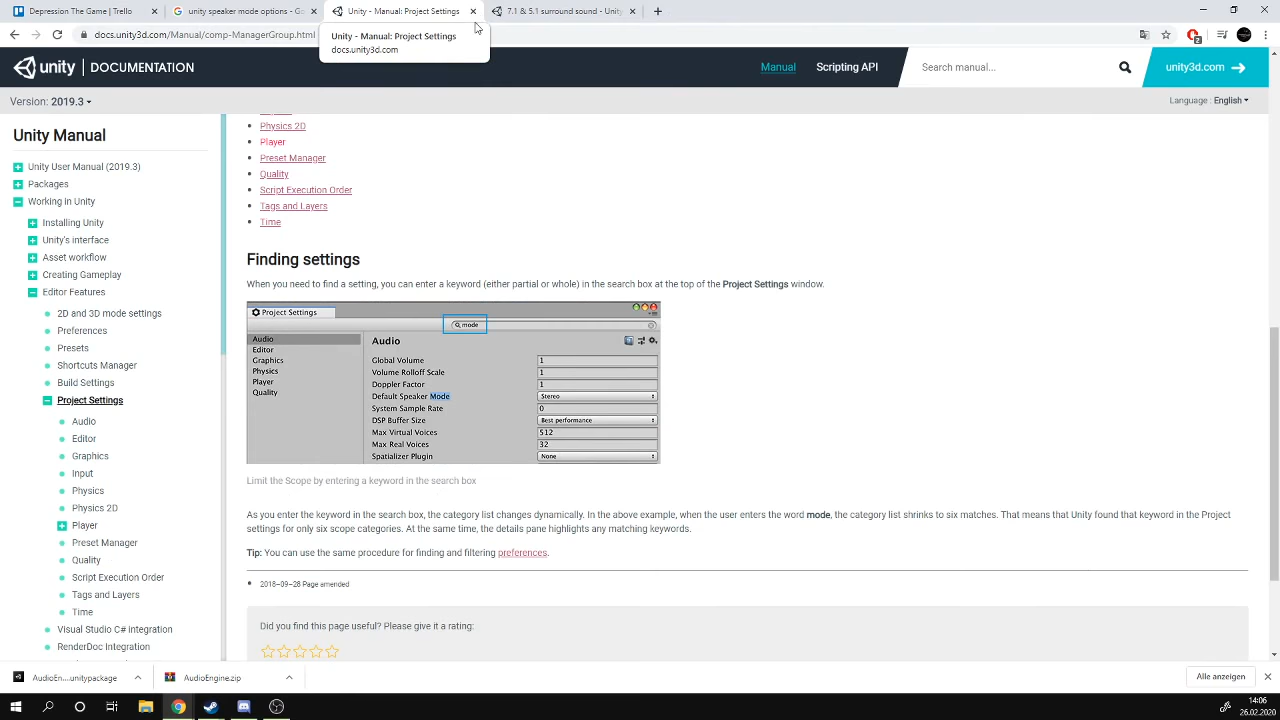 Depression The Game | Trello
unity speaker mode options - Go
Unity - Manual: Project Settings
7.1 & 5.1 surround sound - Unity
docs.unity3d.com/Manual/comp-ManagerGroup.html
Unity - Manual: Project Settings
docs.unity3d.com
2
unity | DOCUMENTATION
Manual
Scripting API
Search manual...
unity3d.com
Version: 2019.3
Language : English
Unity Manual
Unity User Manual (2019.3)
Packages
Working in Unity
Installing Unity
Unity's interface
Asset workflow
Creating Gameplay
Editor Features
2D and 3D mode settings
Preferences
Presets
Shortcuts Manager
Build Settings
Project Settings
Audio
Editor
Graphics
Input
Physics
Physics 2D
Player
Preset Manager
Quality
Script Execution Order
Tags and Layers
Time
Visual Studio C# integration
RenderDoc Integration
Physics 2D
Player
Preset Manager
Quality
Script Execution Order
Tags and Layers
Time
Finding settings
When you need to find a setting, you can enter a keyword (either partial or whole) in the search box at the top of the Project Settings window.
Project Settings
mode
Audio
Editor
Graphics
Physics
Player
Quality
Audio
Global Volume 1
Volume Rolloff Scale 1
Doppler Factor 1
Default Speaker Mode Stereo
System Sample Rate 0
DSP Buffer Size Best performance
Max Virtual Voices 512
Max Real Voices 32
Spatializer Plugin None
Limit the Scope by entering a keyword in the search box
As you enter the keyword in the search box, the category list changes dynamically. In the above example, when the user enters the word mode, the category list shrinks to six matches. That means that Unity found that keyword in the Project
settings for only six scope categories. At the same time, the details pane highlights any matching keywords.
Tip: You can use the same procedure for finding and filtering preferences.
2018–09–28 Page amended
Did you find this page useful? Please give it a rating:
AudioEn....unitypackage
AudioEngine.zip
Alle anzeigen
14:06
26.02.2020